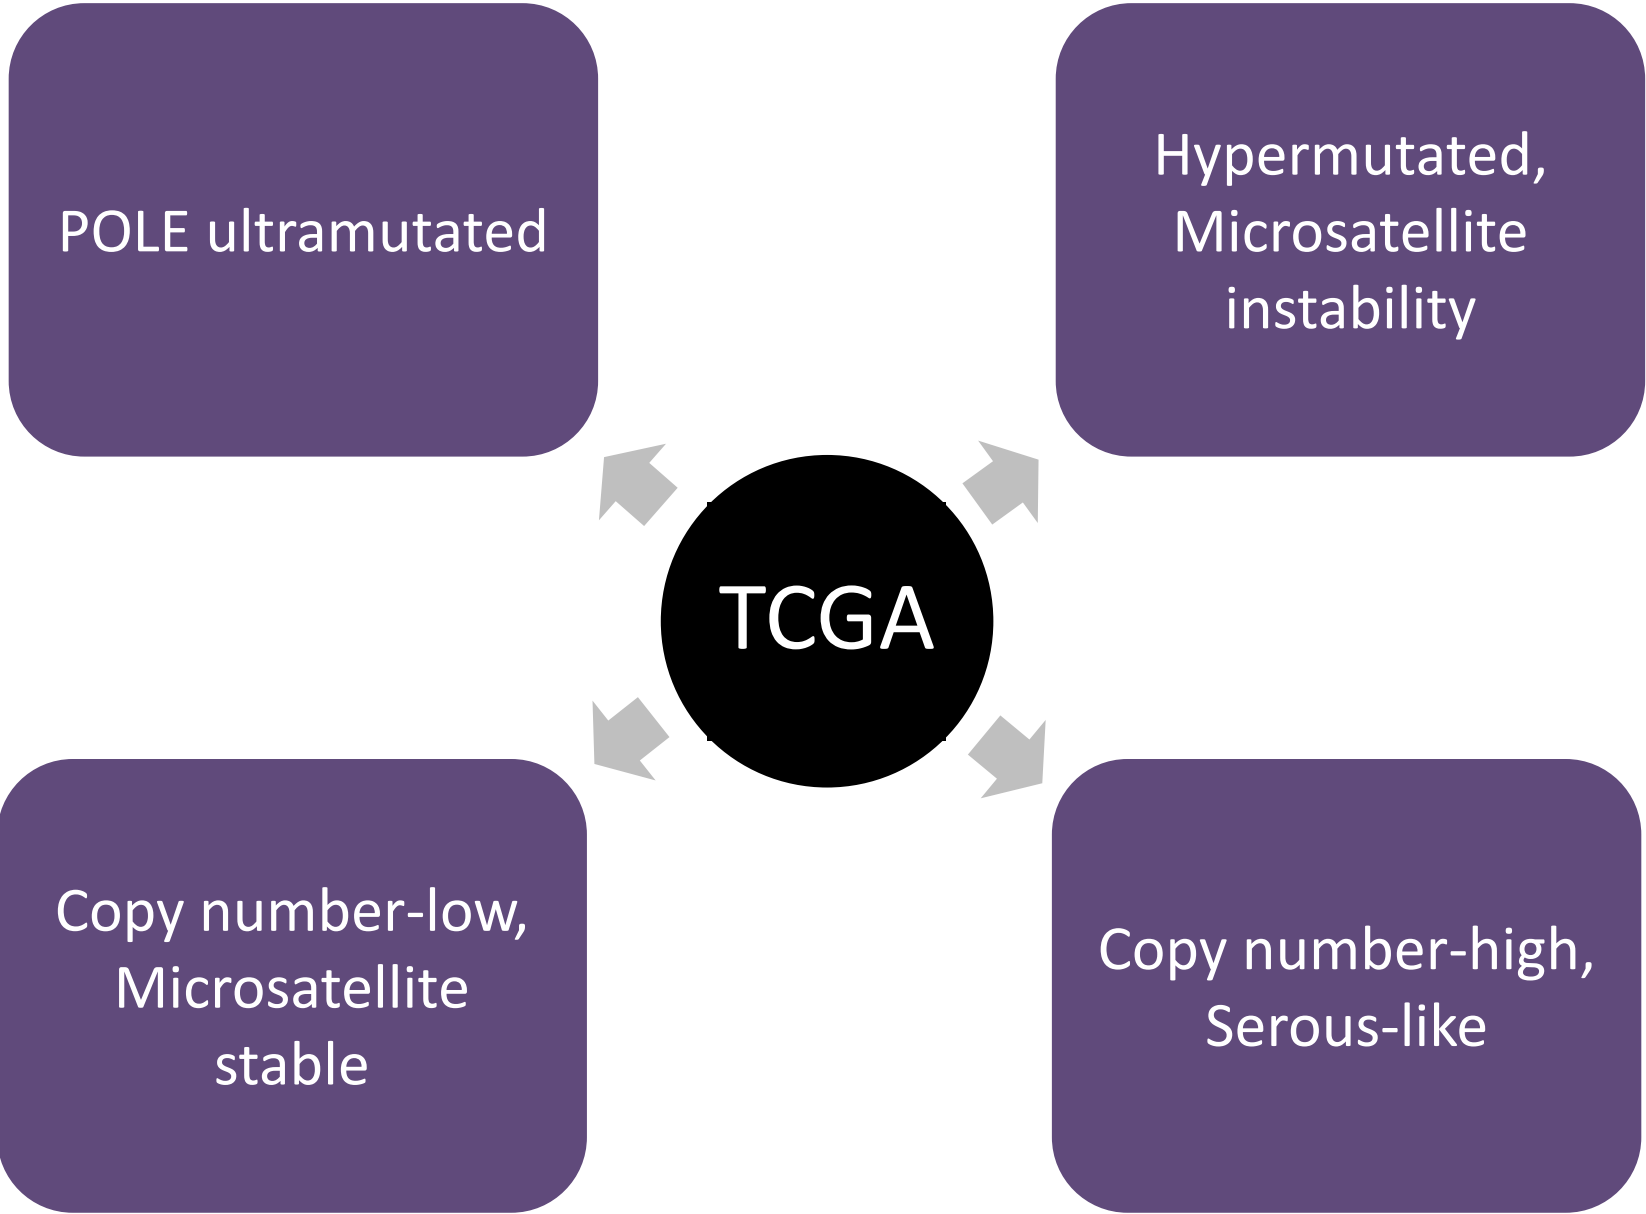 POLE ultramutated
Hypermutated,
Microsatellite
instability
TCGA
Copy number-low,
Microsatellite
stable
Copy number-high,
Serous-like